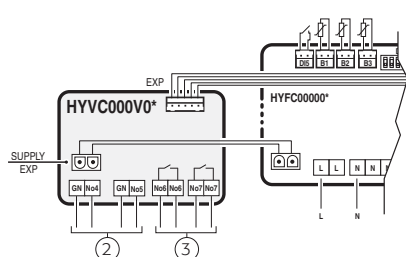 DI5 B1 B2 B3
EXP
HYVC000V0*
HYFC00000*
SUPPLY
EXP
L L N N N
GN No4 GN No5 No6 No6 No7 No7
L N
2 3